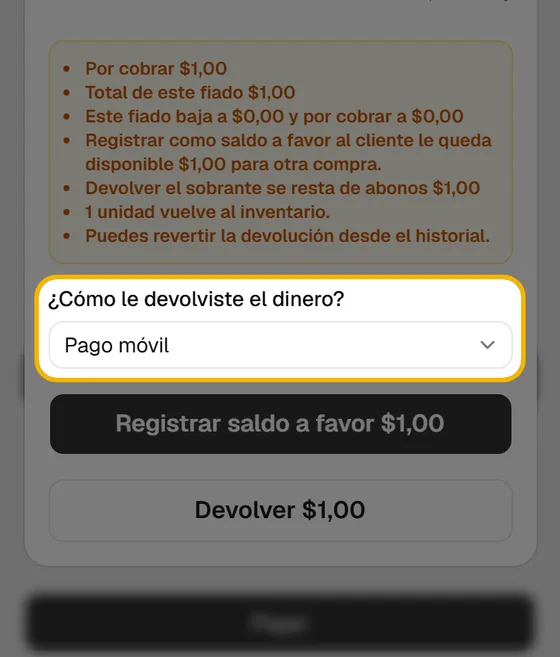 • Por cobrar $1,00
• Total de este fiado $1,00
• Este fiado baja a $0,00 y por cobrar a $0,00
• Registrar como saldo a favor al cliente le queda
disponible $1,00 para otra compra.
• Devolver el sobrante se resta de abonos $1,00
• 1 unidad vuelve al inventario.
• Puedes revertir la devolución desde el historial.
¿Cómo le devolviste el dinero?
Pago móvil
Registrar saldo a favor $1,00
Devolver $1,00